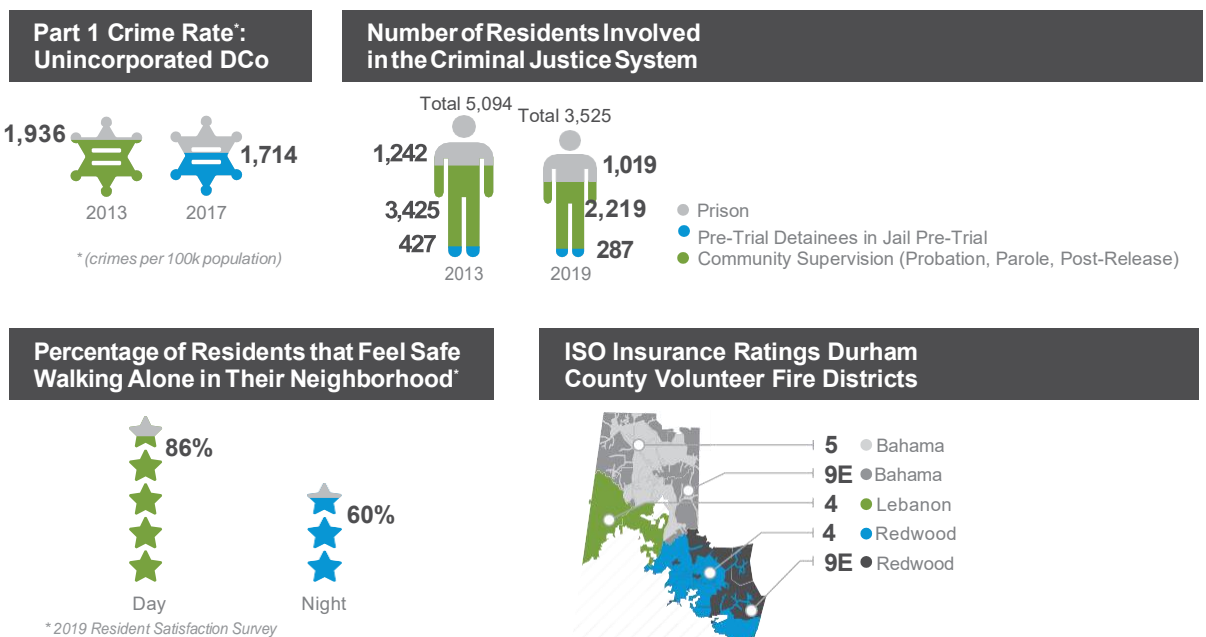 Part 1 Crime Rate*:
Unincorporated DCo
1,936
1,714
2013
2017
* (crimes per 100k population)
Number of Residents Involved
in the Criminal Justice System
Total 5,094
Total 3,525
1,242
1,019
3,425
2,219
427
287
2013
2019
Prison
Pre-Trial Detainees in Jail Pre-Trial
Community Supervision (Probation, Parole, Post-Release)
Percentage of Residents that Feel Safe
Walking Alone in Their Neighborhood*
86%
60%
Day
Night
* 2019 Resident Satisfaction Survey
ISO Insurance Ratings Durham
County Volunteer Fire Districts
5 Bahama
9E Bahama
4 Lebanon
4 Redwood
9E Redwood